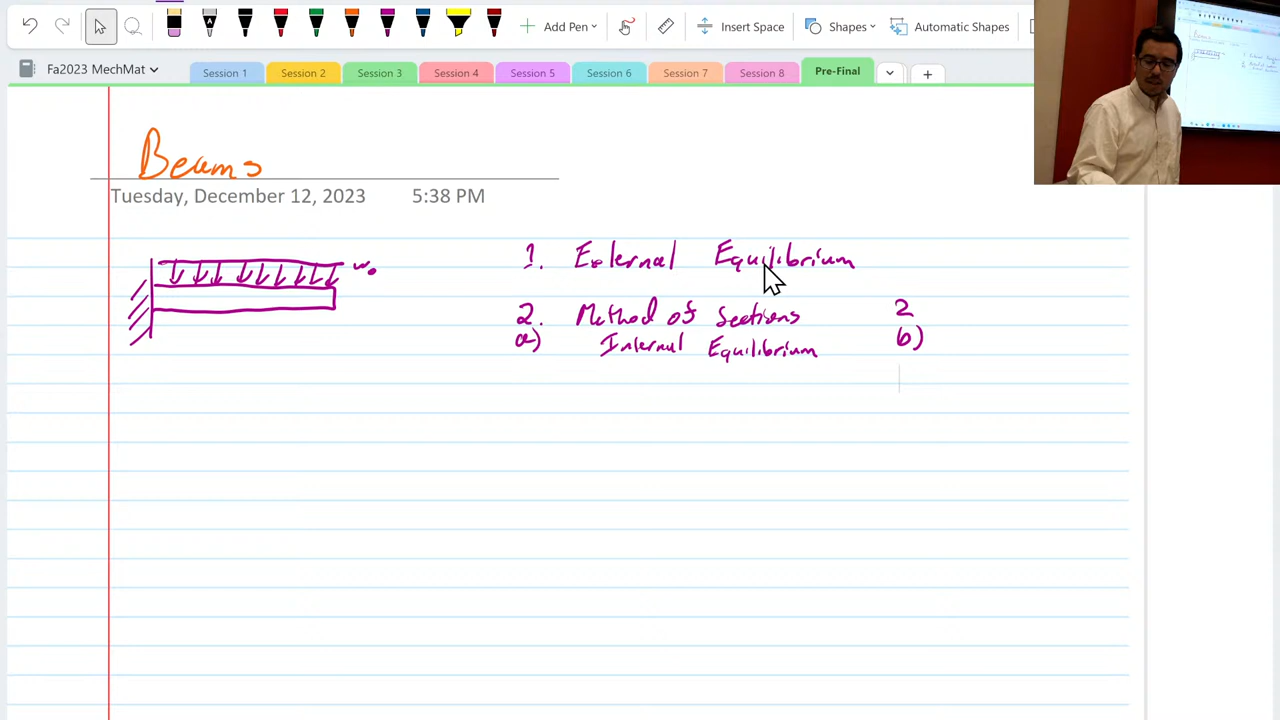 Add Pen
Insert Space
Shapes
Automatic Shapes
Fa2023 MechMat
Session 1
Session 2
Session 3
Session 4
Session 5
Session 6
Session 7
Session 8
Pre-Final
Beams
Tuesday, December 12, 2023 5:38 PM
w₀
1. External Equilibrium
2. Method of Sections 2
a) Internal Equilibrium b)